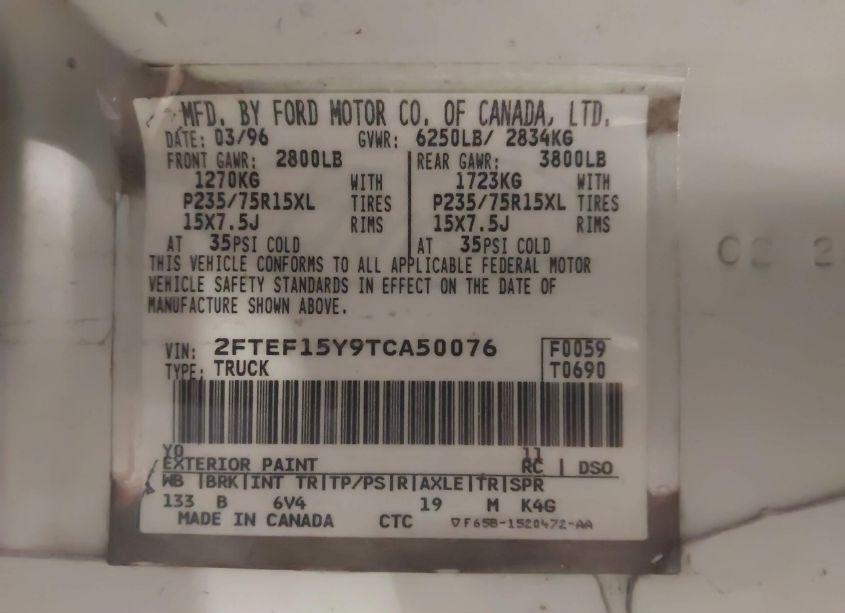 MFD. BY FORD MOTOR CO. OF CANADA, LTD.
DATE: 03/96 GVWR: 6250LB/ 2834KG
FRONT GAWR: 2800LB REAR GAWR: 3800LB
1270KG WITH 1723KG WITH
P235/75R15XL TIRES P235/75R15XL TIRES
15X7.5J RIMS 15X7.5J RIMS
AT 35PSI COLD AT 35PSI COLD
THIS VEHICLE CONFORMS TO ALL APPLICABLE FEDERAL MOTOR
VEHICLE SAFETY STANDARDS IN EFFECT ON THE DATE OF
MANUFACTURE SHOWN ABOVE.
VIN: 2FTEF15Y9TCA50076 F0059
TYPE: TRUCK T0690
YO 11
EXTERIOR PAINT RC | DSO
WB |BRK|INT TR|TP/PS|R|AXLE|TR|SPR
133 B 6V4 19 M K4G
MADE IN CANADA CTC ▽F65B-1520472-AA